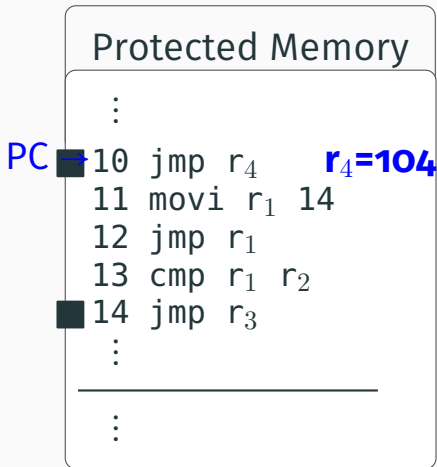 Protected Memory
⋮
PC → 10 jmp r₄ r₄=104
11 movi r₁ 14
12 jmp r₁
13 cmp r₁ r₂
14 jmp r₃
⋮
⋮